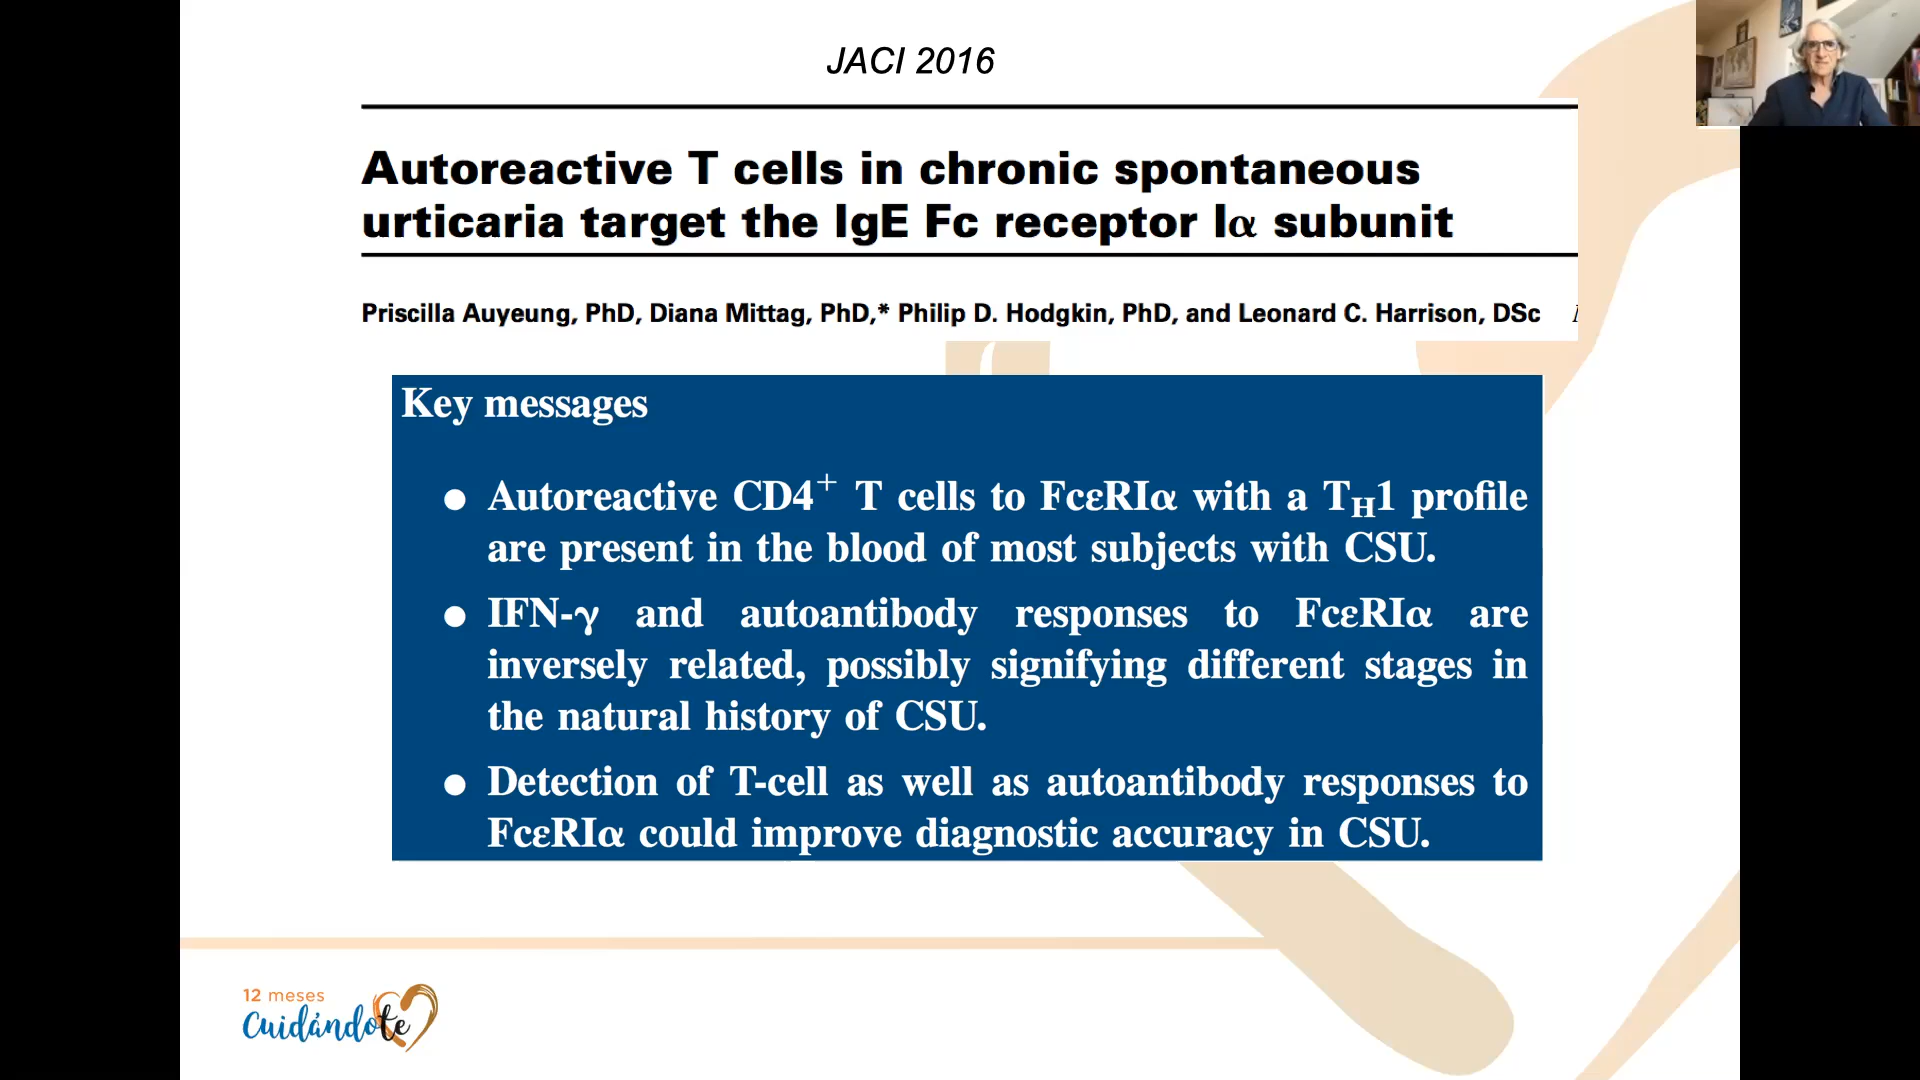 JACI 2016
Autoreactive T cells in chronic spontaneous
urticaria target the IgE Fc receptor Iα subunit
Priscilla Auyeung, PhD, Diana Mittag, PhD,* Philip D. Hodgkin, PhD, and Leonard C. Harrison, DSc
Key messages
● Autoreactive CD4⁺ T cells to FcεRIα with a TH1 profile
are present in the blood of most subjects with CSU.
● IFN-γ and autoantibody responses to FcεRIα are
inversely related, possibly signifying different stages in
the natural history of CSU.
● Detection of T-cell as well as autoantibody responses to
FcεRIα could improve diagnostic accuracy in CSU.
12 meses
Cuidándote